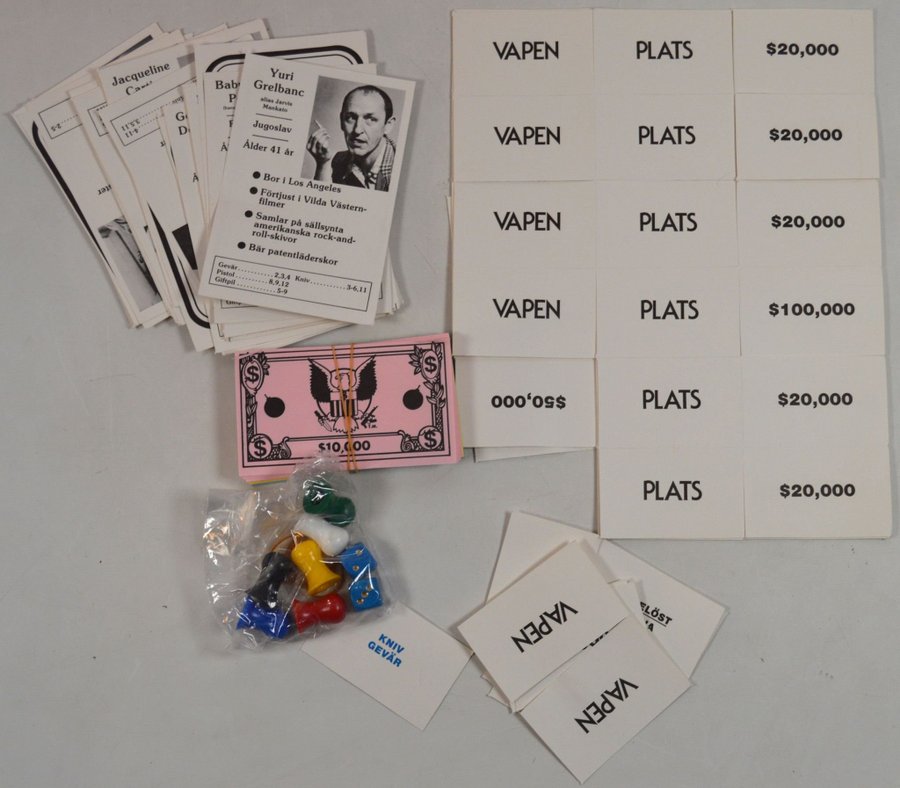 Jacqueline
Yuri
Grelbanc
alias Jarvis
Mankato
Jugoslav
Ålder 41 år
● Bor i Los Angeles
● Förtjust i Vilda Västern-
filmer
● Samlar på sällsynta
amerikanska rock-and-
roll-skivor
● Bär patentläderskor
Gevär...........2,3,4 Kniv...........3-6,11
Pistol..........8,9,12
Giftpil............5-9
$ $
$10,000
$ $
VAPEN PLATS $20,000
VAPEN PLATS $20,000
VAPEN PLATS $20,000
VAPEN PLATS $100,000
$50,000 PLATS $20,000
PLATS $20,000
KNIV
GEVÄR
VAPEN
VAPEN